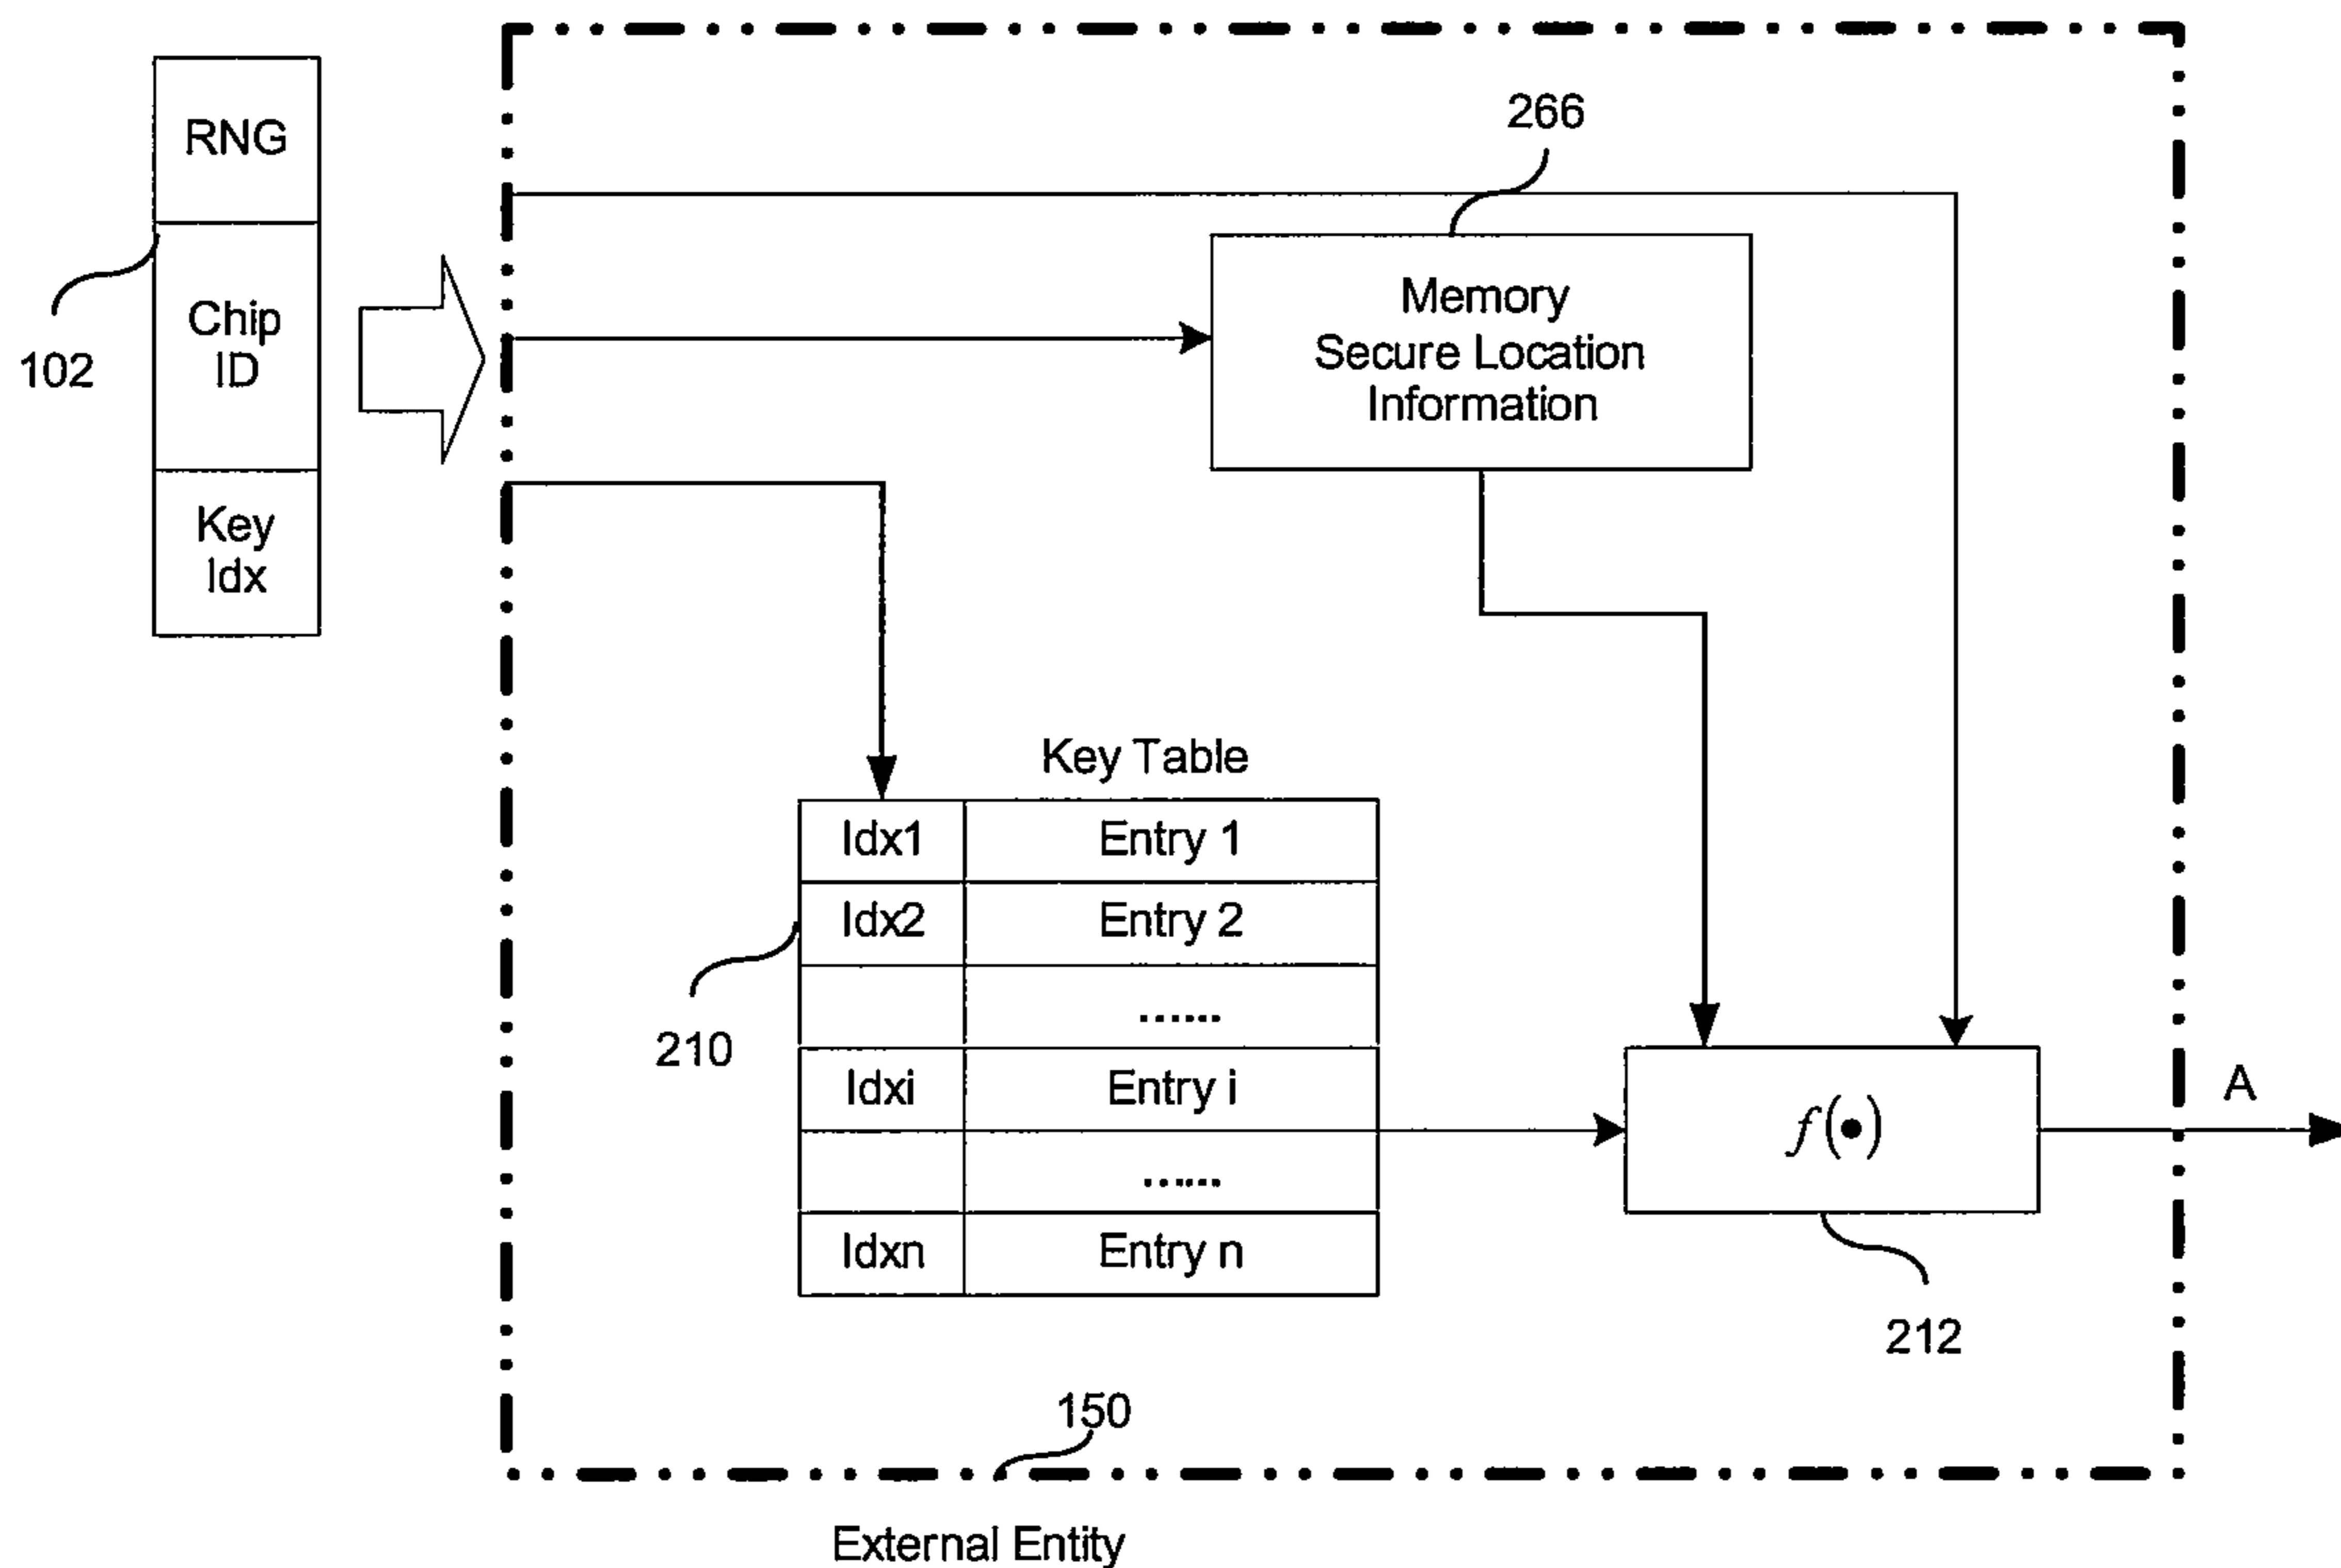 RNG
Chip
ID
Key
Idx
102
266
Memory
Secure Location
Information
Key Table
Idx1 Entry 1
Idx2 Entry 2
......
Idxi Entry i
......
Idxn Entry n
210
f(•)
212
A
150
External Entity